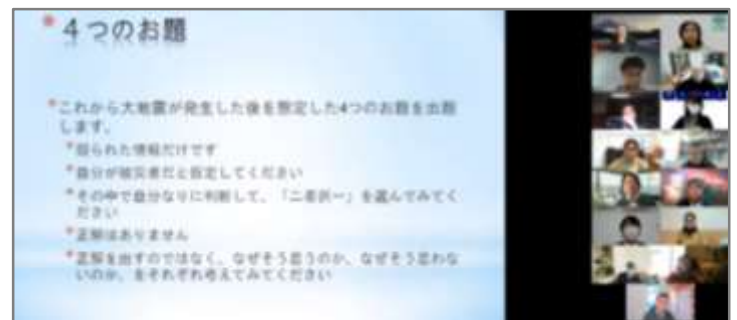 *4つのお題
*これから大地震が発生した後を想定した4つのお題を出題
します。
*限られた情報だけです
*自分が被災者だと仮定してください
*その中で自分なりに判断して、「二者択一」を選んでみてく
ださい
*正解はありません
*正解を出すのではなく、なぜそう思うのか、なぜそう思わな
いのか、をそれぞれ考えてみてください